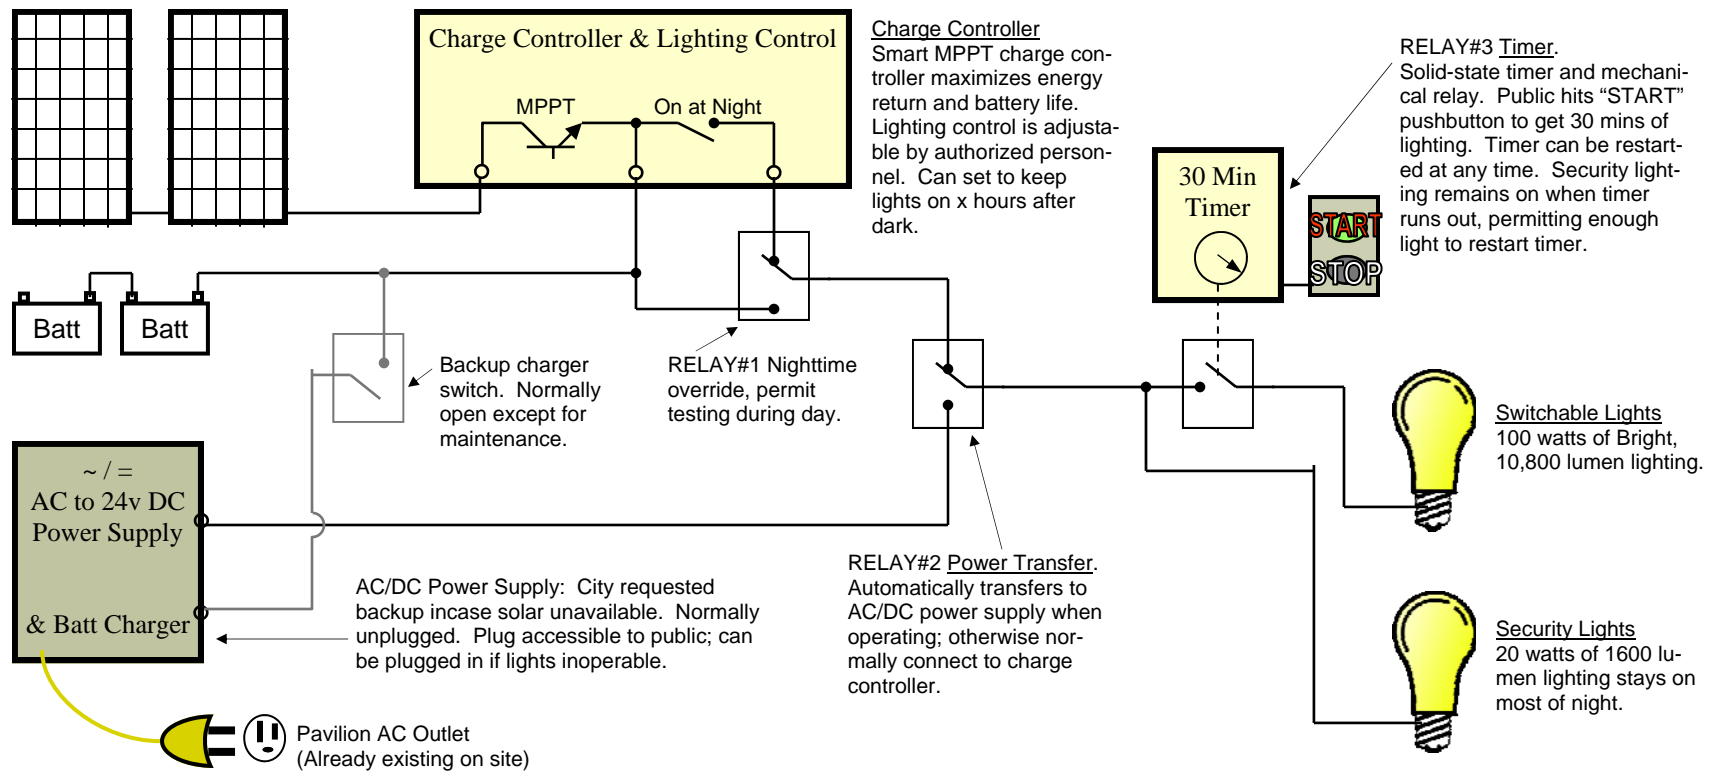 Charge Controller & Lighting Control
MPPT
On at Night
Charge Controller
Smart MPPT charge con-
troller maximizes energy
return and battery life.
Lighting control is adjusta-
ble by authorized person-
nel.  Can set to keep
lights on x hours after
dark.
RELAY#3 Timer.
Solid-state timer and mechani-
cal relay.  Public hits “START”
pushbutton to get 30 mins of
lighting.  Timer can be restart-
ed at any time.  Security light-
ing remains on when timer
runs out, permitting enough
light to restart timer.
30 Min
Timer
START
STOP
Batt
Batt
Backup charger
switch.  Normally
open except for
maintenance.
RELAY#1 Nighttime
override, permit
testing during day.
Switchable Lights
100 watts of Bright,
10,800 lumen lighting.
~ / =
AC to 24v DC
Power Supply
& Batt Charger
AC/DC Power Supply:  City requested
backup incase solar unavailable.  Normally
unplugged.  Plug accessible to public; can
be plugged in if lights inoperable.
RELAY#2 Power Transfer.
Automatically transfers to
AC/DC power supply when
operating; otherwise nor-
mally connect to charge
controller.
Security Lights
20 watts of 1600 lu-
men lighting stays on
most of night.
Pavilion AC Outlet
(Already existing on site)